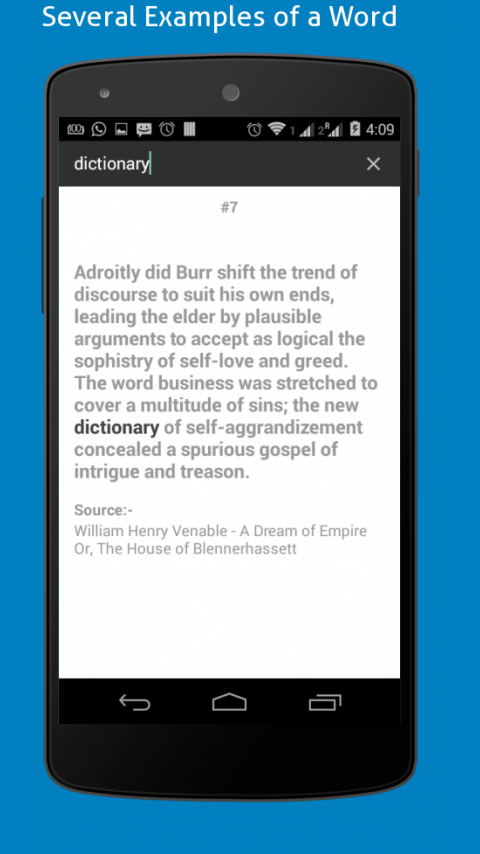 Several Examples of a Word
100
1
2 R
4:09
dictionary
#7
Adroitly did Burr shift the trend of
discourse to suit his own ends,
leading the elder by plausible
arguments to accept as logical the
sophistry of self-love and greed.
The word business was stretched to
cover a multitude of sins; the new
dictionary of self-aggrandizement
concealed a spurious gospel of
intrigue and treason.
Source:-
William Henry Venable - A Dream of Empire
Or, The House of Blennerhassett